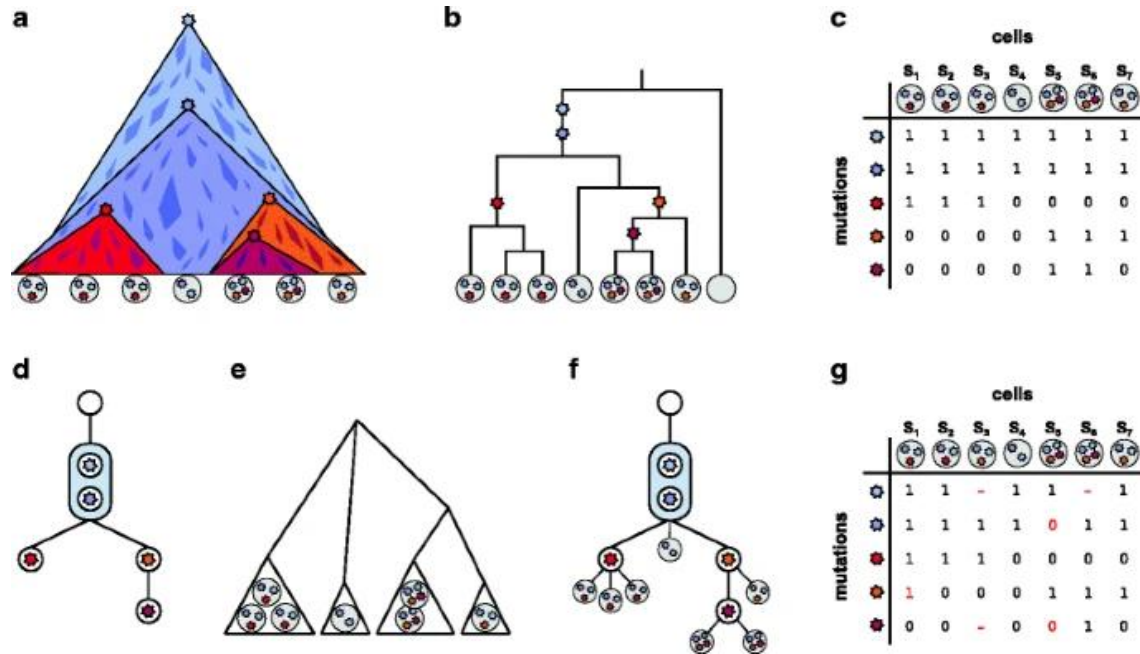 a
b
c
cells
S1 S2 S3 S4 S5 S6 S7
mutations
1 1 1 1 1 1 1
1 1 1 1 1 1 1
1 1 1 0 0 0 0
0 0 0 0 1 1 1
0 0 0 0 1 1 0
d
e
f
g
cells
S1 S2 S3 S4 S5 S6 S7
mutations
1 1 - 1 1 - 1
1 1 1 1 0 1 1
1 1 1 0 0 0 0
1 0 0 0 1 1 1
0 0 - 0 0 1 0